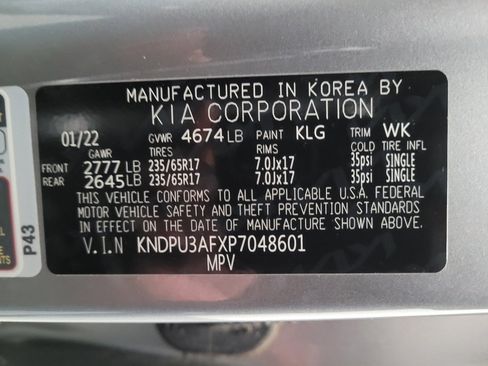 MANUFACTURED IN KOREA BY
KIA CORPORATION
01/22 GVWR 4674LB PAINT KLG TRIM WK
GAWR TIRES RIMS COLD TIRE INFL
FRONT 2777LB 235/65R17 7.0Jx17 35psi SINGLE
REAR 2645LB 235/65R17 7.0Jx17 35psi SINGLE
THIS VEHICLE CONFORMS TO ALL APPLICABLE U.S.A. FEDERAL
MOTOR VEHICLE SAFETY AND THEFT PREVENTION STANDARDS
IN EFFECT ON THE DATE OF MANUFACTURE SHOWN ABOVE.
V.I.N KNDPU3AFXP7048601
MPV
P43